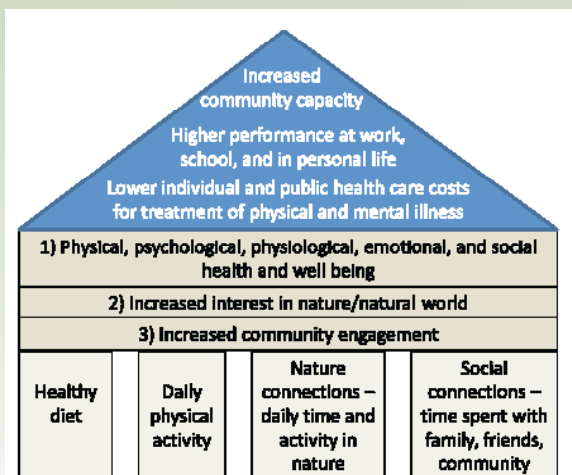 Increased
community capacity
Higher performance at work,
school, and in personal life
Lower individual and public health care costs
for treatment of physical and mental illness
1) Physical, psychological, physiological, emotional, and social
health and well being
2) Increased interest in nature/natural world
3) Increased community engagement
Healthy
diet
Daily
physical
activity
Nature
connections –
daily time and
activity in
nature
Social
connections –
time spent with
family, friends,
community